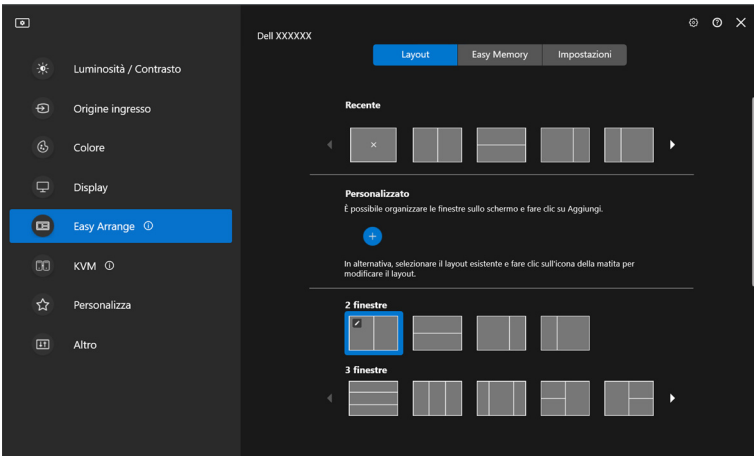 Dell XXXXXX
Layout
Easy Memory
Impostazioni
Luminosità / Contrasto
Origine ingresso
Colore
Display
Easy Arrange
KVM
Personalizza
Altro
Recente
Personalizzato
È possibile organizzare le finestre sullo schermo e fare clic su Aggiungi.
In alternativa, selezionare il layout esistente e fare clic sull'icona della matita per
modificare il layout.
2 finestre
3 finestre